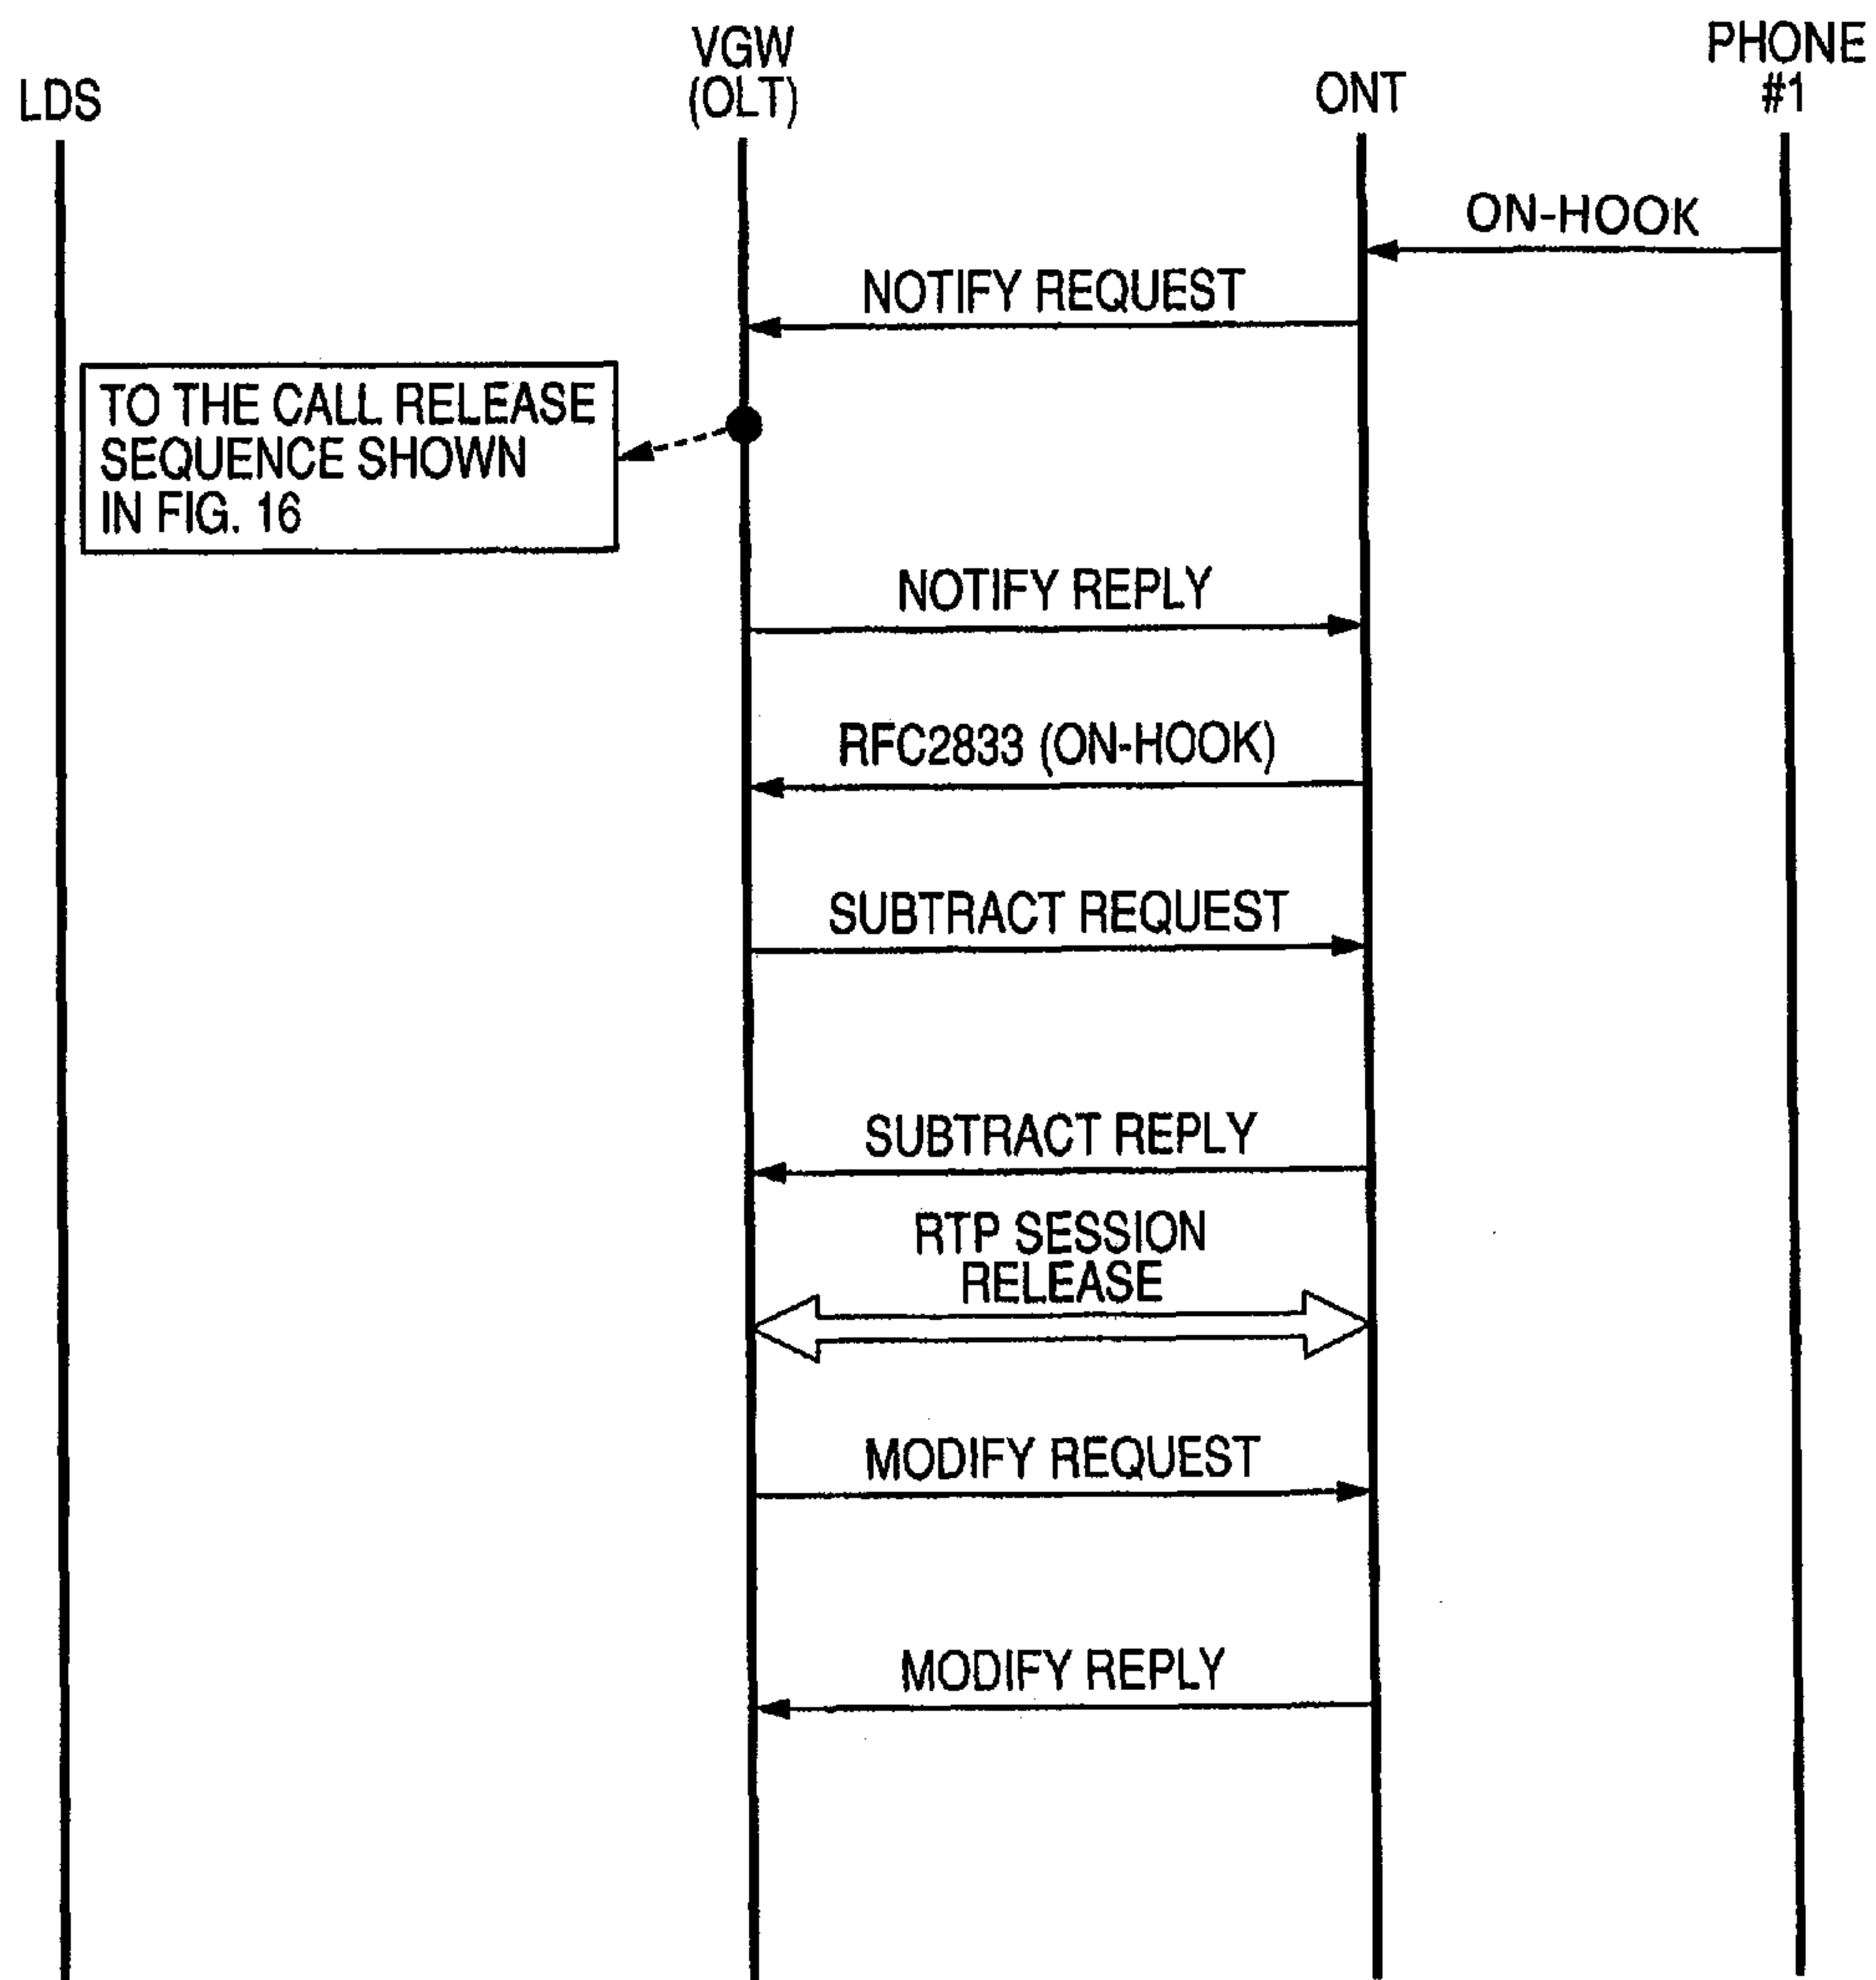 LDS
VGW
(OLT)
ONT
PHONE
#1
ON-HOOK
NOTIFY REQUEST
TO THE CALL RELEASE
SEQUENCE SHOWN
IN FIG. 16
NOTIFY REPLY
RFC2833 (ON-HOOK)
SUBTRACT REQUEST
SUBTRACT REPLY
RTP SESSION
RELEASE
MODIFY REQUEST
MODIFY REPLY